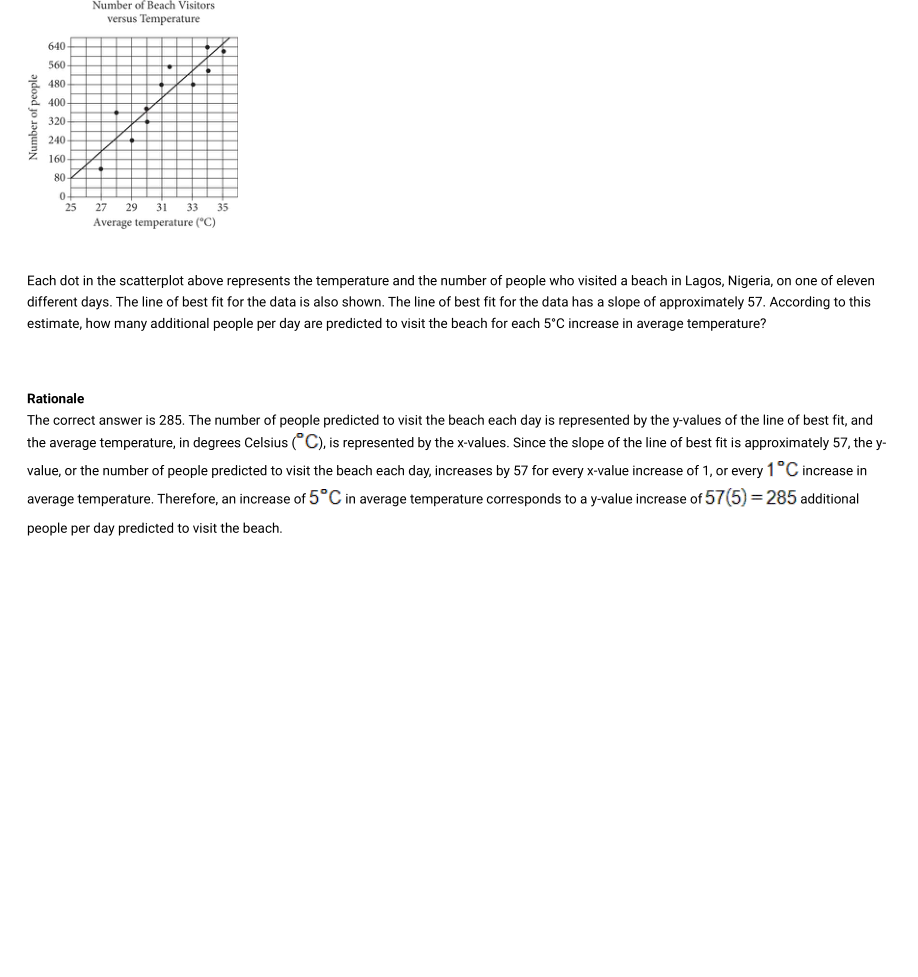 Number of Beach Visitors
versus Temperature
Number of people
640
560
480
400
320
240
160
80
0
25 27 29 31 33 35
Average temperature (°C)
Each dot in the scatterplot above represents the temperature and the number of people who visited a beach in Lagos, Nigeria, on one of eleven
different days. The line of best fit for the data is also shown. The line of best fit for the data has a slope of approximately 57. According to this
estimate, how many additional people per day are predicted to visit the beach for each 5°C increase in average temperature?
Rationale
The correct answer is 285. The number of people predicted to visit the beach each day is represented by the y-values of the line of best fit, and
the average temperature, in degrees Celsius (°C), is represented by the x-values. Since the slope of the line of best fit is approximately 57, the y-
value, or the number of people predicted to visit the beach each day, increases by 57 for every x-value increase of 1, or every 1°C increase in
average temperature. Therefore, an increase of 5°C in average temperature corresponds to a y-value increase of 57(5) = 285 additional
people per day predicted to visit the beach.